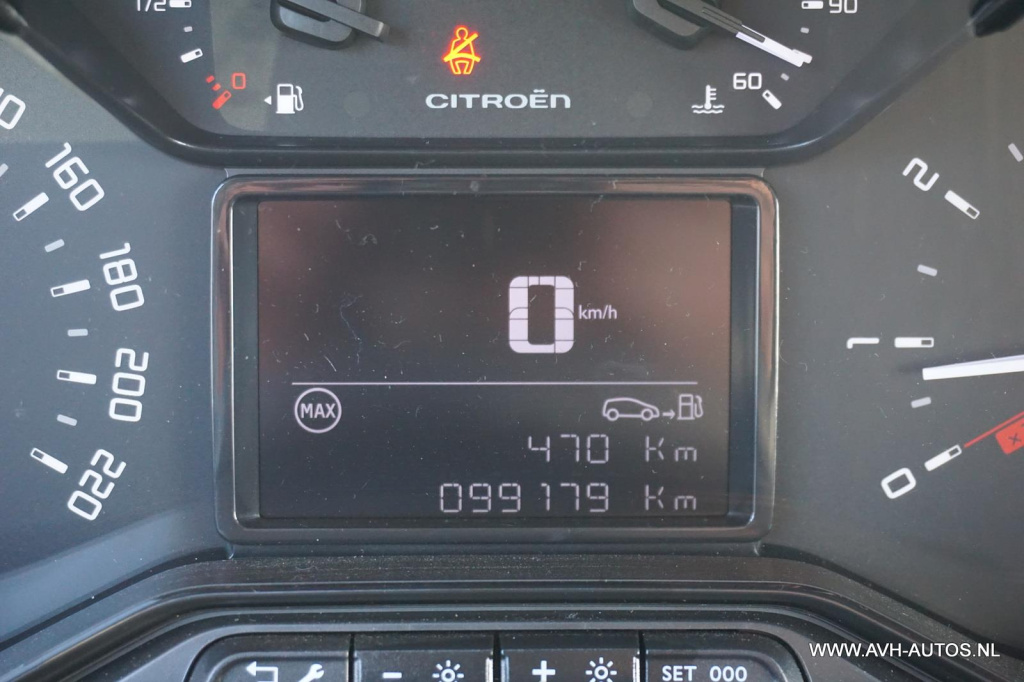 1/2
90
0
60
CITROËN
160
180
200
220
2
1
0
0 km/h
MAX
470 Km
099179 Km
- + SET 000
WWW.AVH-AUTOS.NL